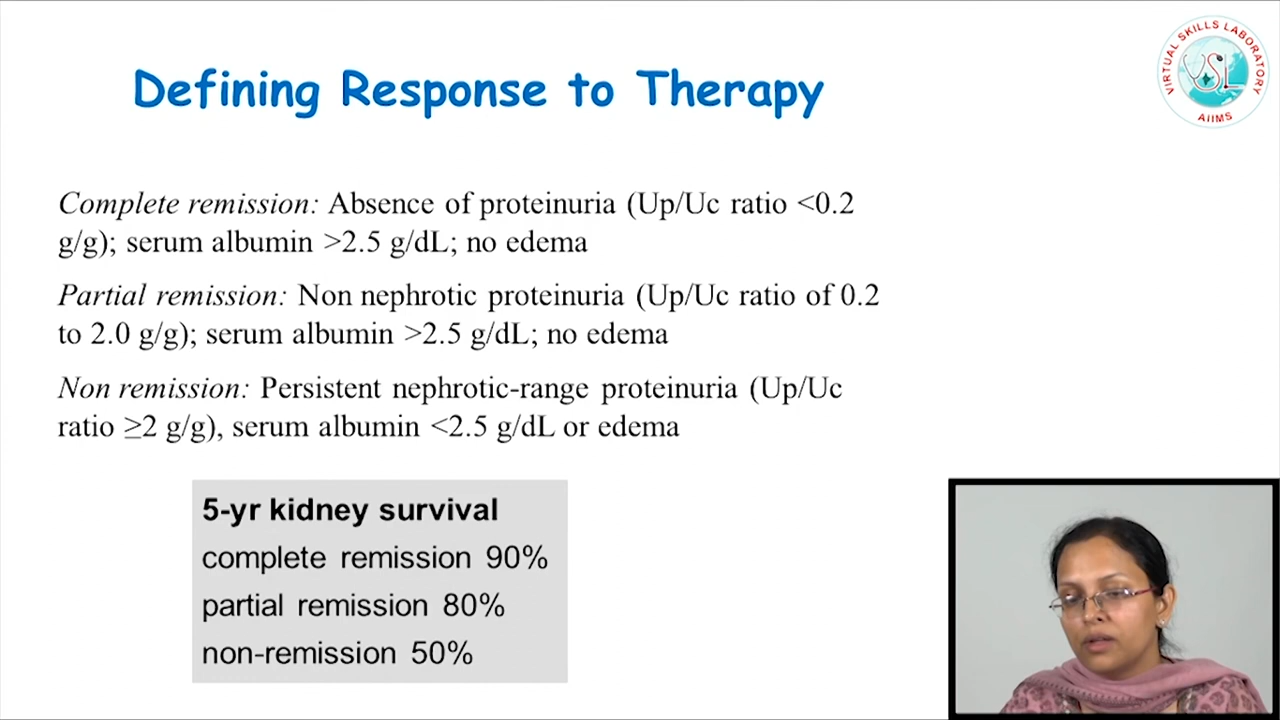 Defining Response to Therapy
VIRTUAL SKILLS LABORATORY
VSL
AIIMS
Complete remission: Absence of proteinuria (Up/Uc ratio <0.2
g/g); serum albumin >2.5 g/dL; no edema
Partial remission: Non nephrotic proteinuria (Up/Uc ratio of 0.2
to 2.0 g/g); serum albumin >2.5 g/dL; no edema
Non remission: Persistent nephrotic-range proteinuria (Up/Uc
ratio ≥2 g/g), serum albumin <2.5 g/dL or edema
5-yr kidney survival
complete remission 90%
partial remission 80%
non-remission 50%